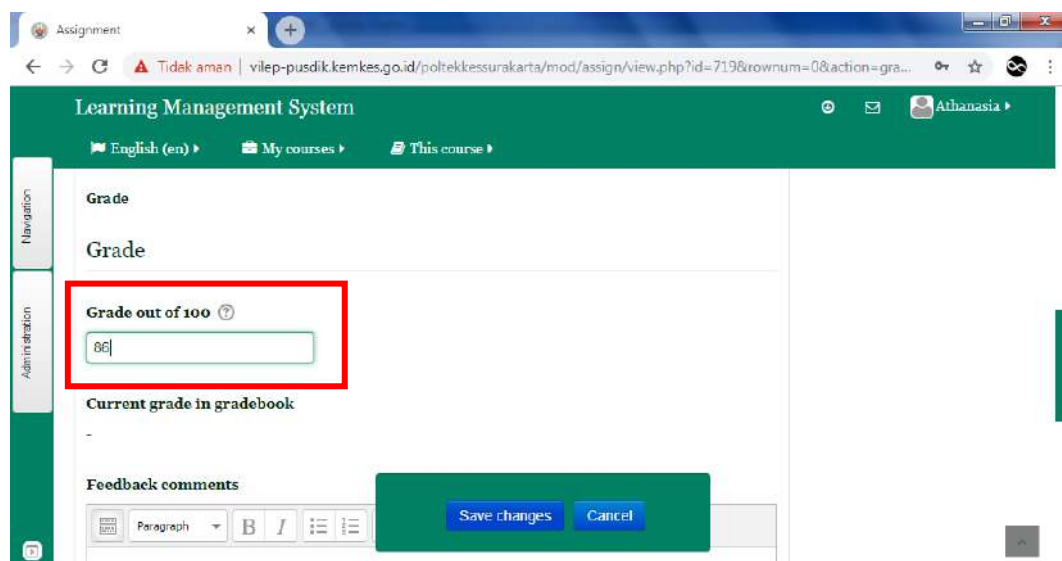 Assignment
Tidak aman | vilep-pusdik.kemkes.go.id/poltekkessurakarta/mod/assign/view.php?id=719&rownum=0&action=gra...
Learning Management System
Athanasia
English (en)
My courses
This course
Navigation
Administration
Grade
Grade
Grade out of 100
86
Current grade in gradebook
-
Feedback comments
Paragraph
B I
Save changes
Cancel